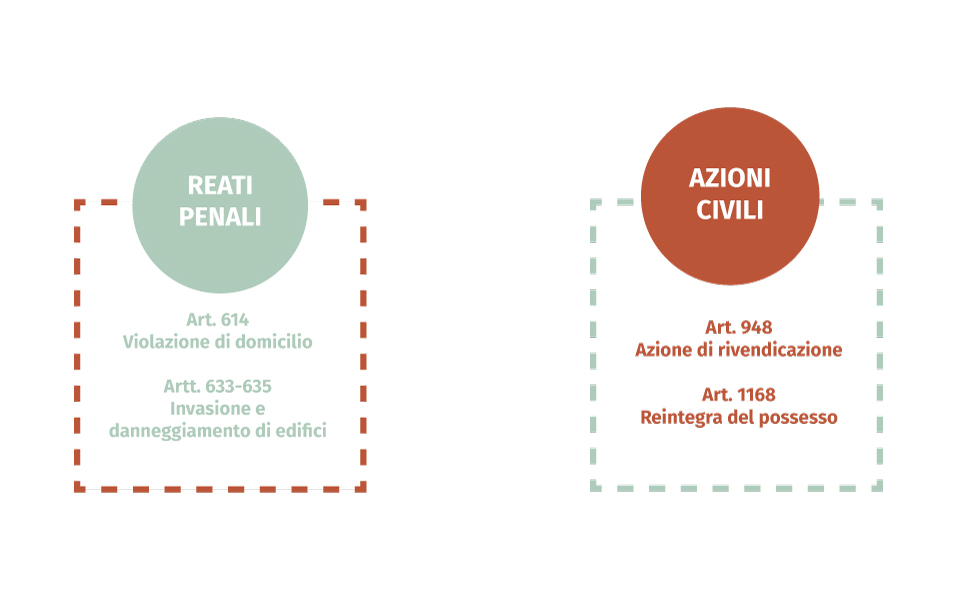 REATI
PENALI
Art. 614
Violazione di domicilio
Artt. 633-635
Invasione e
danneggiamento di edifici
AZIONI
CIVILI
Art. 948
Azione di rivendicazione
Art. 1168
Reintegra del possesso